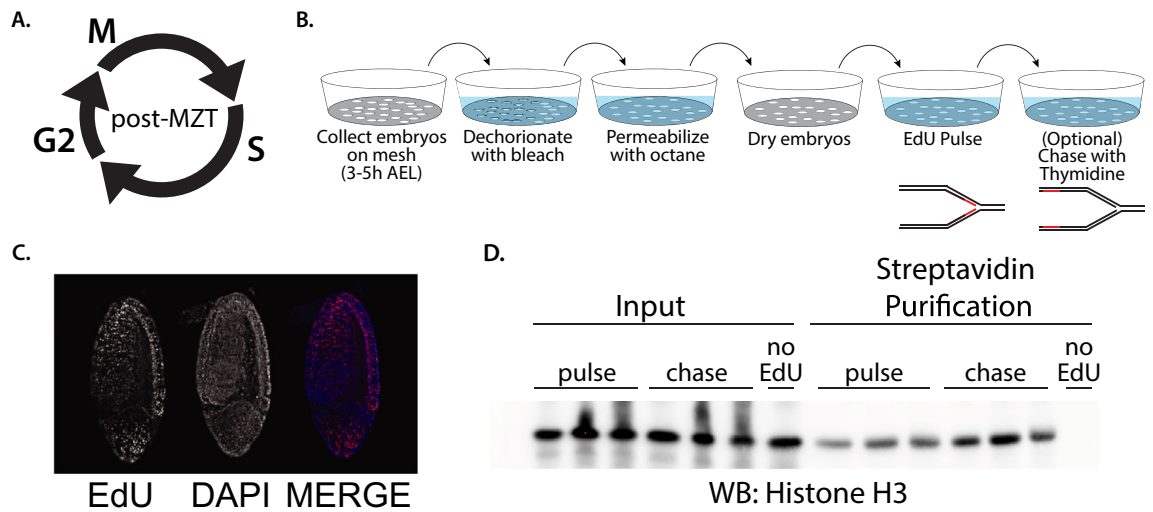 A.
M
post-MZT
G2
S
B.
Collect embryos
on mesh
(3-5h AEL)
Dechorionate
with bleach
Permeabilize
with octane
Dry embryos
EdU Pulse
(Optional)
Chase with
Thymidine
C.
EdU DAPI MERGE
D.
Streptavidin
Input Purification
no no
pulse chase EdU pulse chase EdU
WB: Histone H3